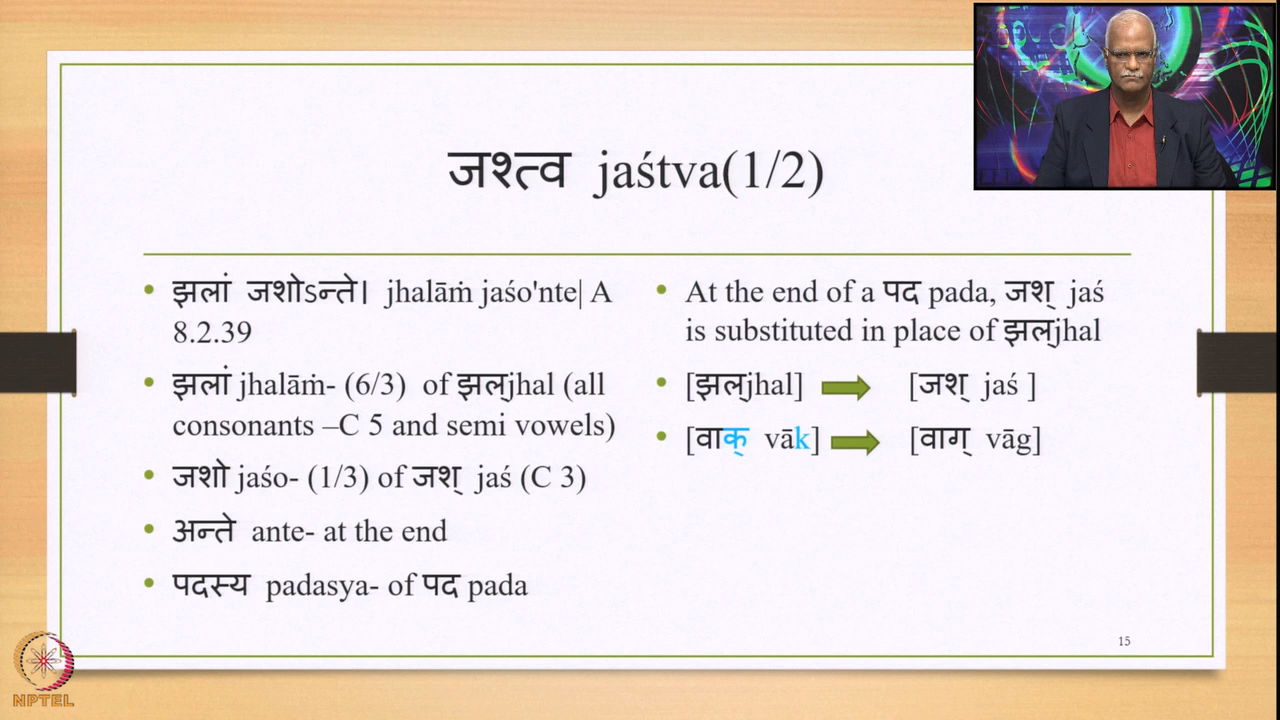 जश्त्व jaśtva(1/2)
झलां जशोऽन्ते। jhalāṁ jaśo'nte| A
8.2.39
झलां jhalāṁ- (6/3) of झल्jhal (all
consonants –C 5 and semi vowels)
जशो jaśo- (1/3) of जश् jaś (C 3)
अन्ते ante- at the end
पदस्य padasya- of पद pada
At the end of a पद pada, जश् jaś
is substituted in place of झल्jhal
[झल्jhal] [जश् jaś ]
[वाक् vāk] [वाग् vāg]
15
NPTEL